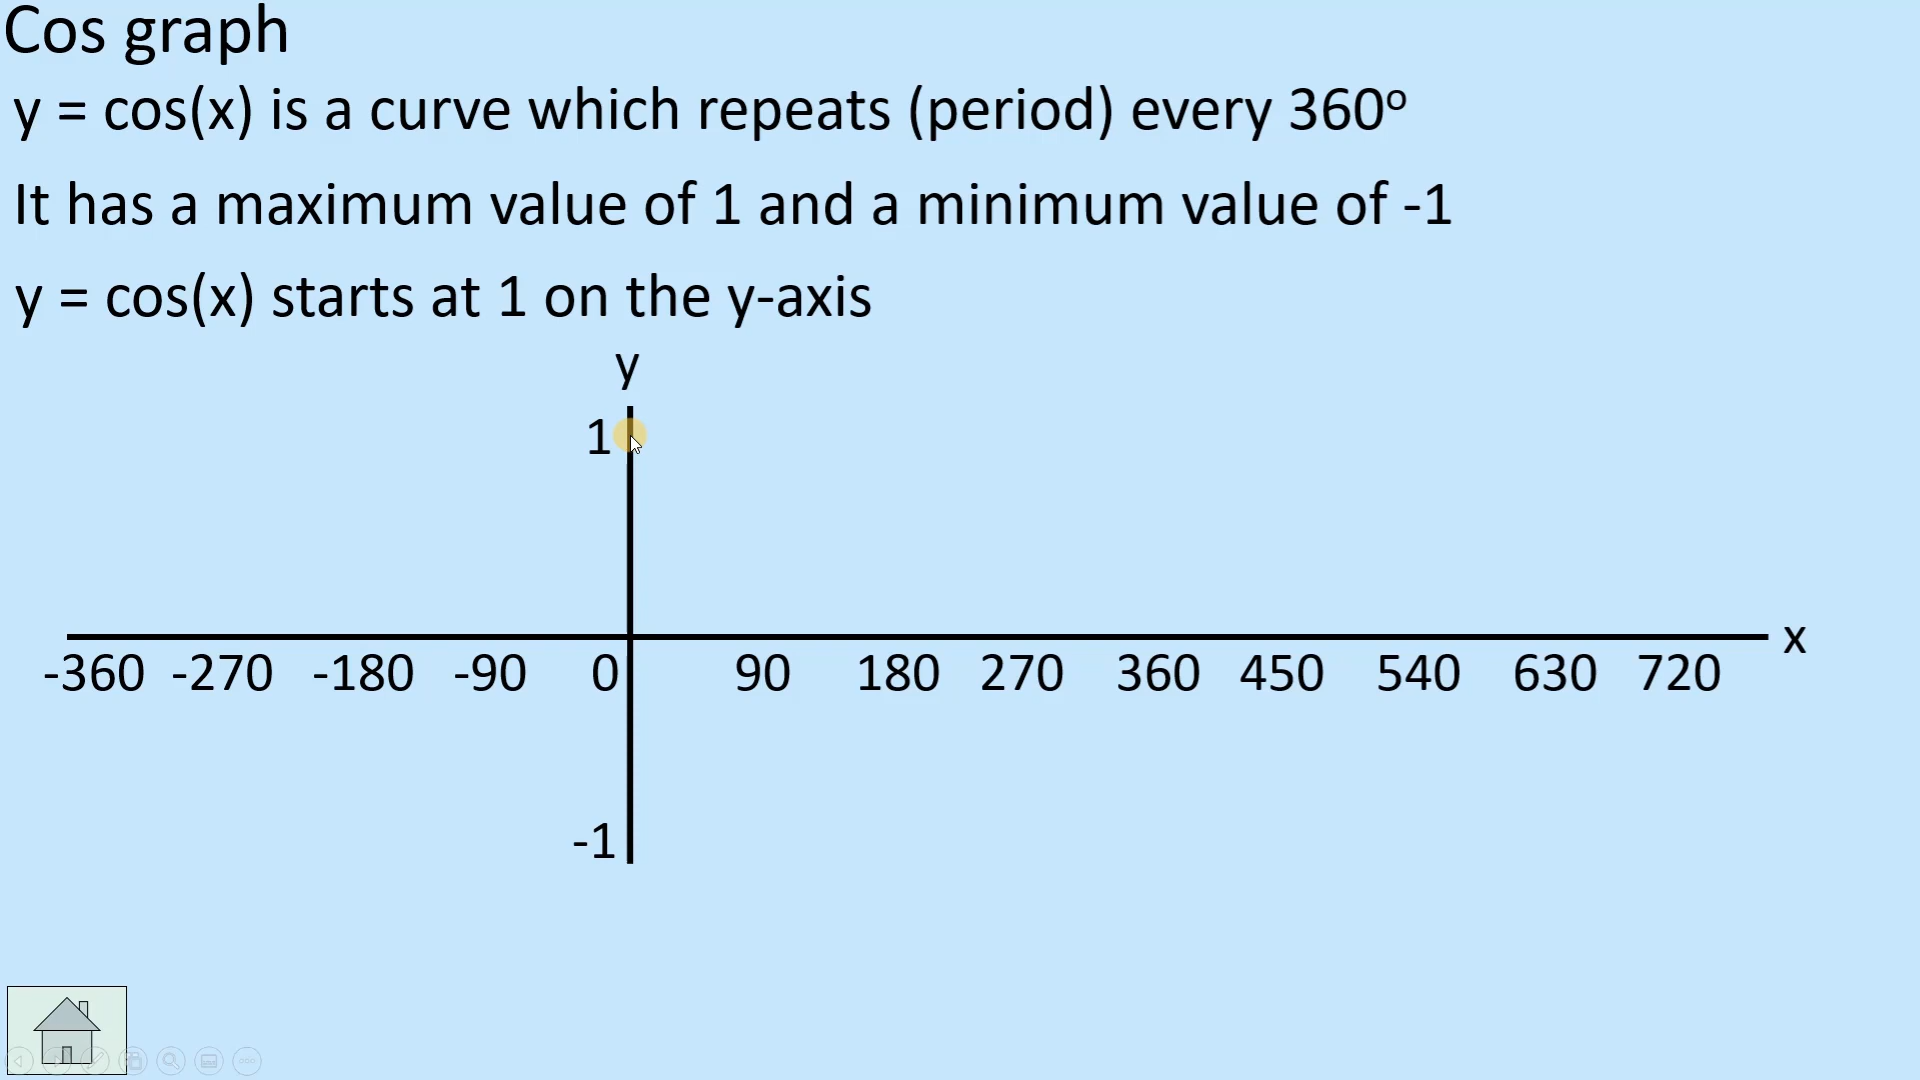 Cos graph
y = cos(x) is a curve which repeats (period) every 360º
It has a maximum value of 1 and a minimum value of -1
y = cos(x) starts at 1 on the y-axis
y
1
x
-360 -270 -180 -90 0 90 180 270 360 450 540 630 720
-1